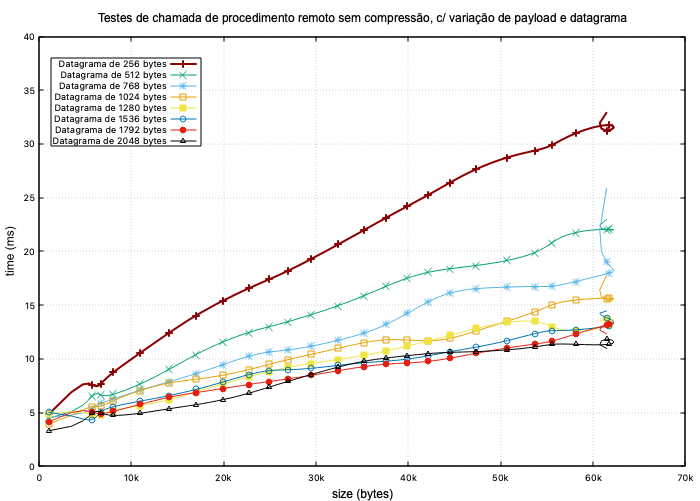 Testes de chamada de procedimento remoto sem compressão, c/ variação de payload e datagrama
40
35
30
25
20
15
10
5
0
time (ms)
Datagrama de 256 bytes
Datagrama de 512 bytes
Datagrama de 768 bytes
Datagrama de 1024 bytes
Datagrama de 1280 bytes
Datagrama de 1536 bytes
Datagrama de 1792 bytes
Datagrama de 2048 bytes
0 10k 20k 30k 40k 50k 60k 70k
size (bytes)